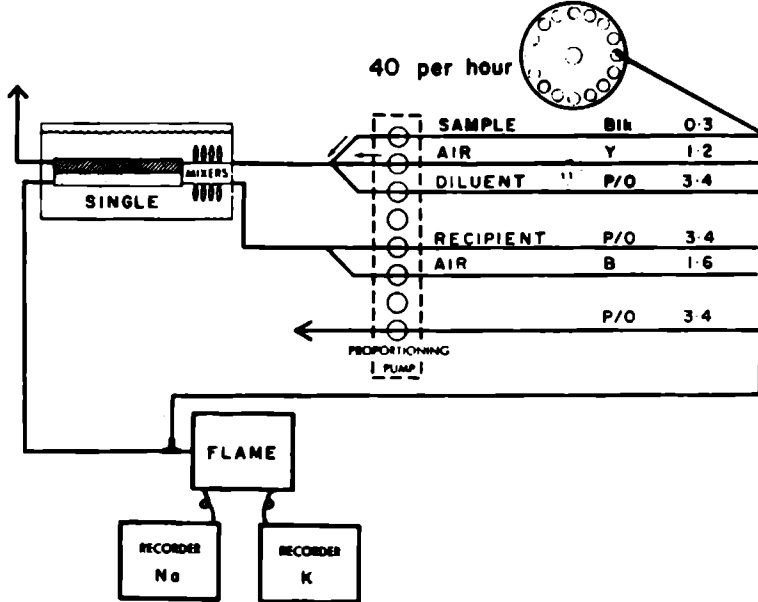 40 per hour
SAMPLE Blk 0·3
AIR Y 1·2
DILUENT P/O 3·4
MIXERS
SINGLE
RECIPIENT P/O 3·4
AIR B 1·6
P/O 3·4
PROPORTIONING
PUMP
FLAME
RECORDER
Na
RECORDER
K